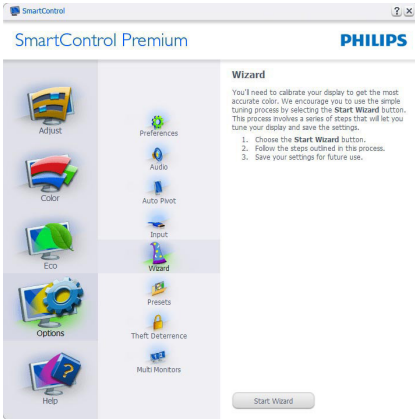 SmartControl
SmartControl Premium
PHILIPS
Adjust
Color
Eco
Options
Help
Preferences
Audio
Auto Pivot
Input
Wizard
Presets
Theft Deterrence
Multi Monitors
Wizard
You'll need to calibrate your display to get the most
accurate color. We encourage you to use the simple
tuning process by selecting the Start Wizard button.
This process involves a series of steps that will let you
tune your display and save the settings.
1. Choose the Start Wizard button.
2. Follow the steps outlined in this process.
3. Save your settings for future use.
Start Wizard